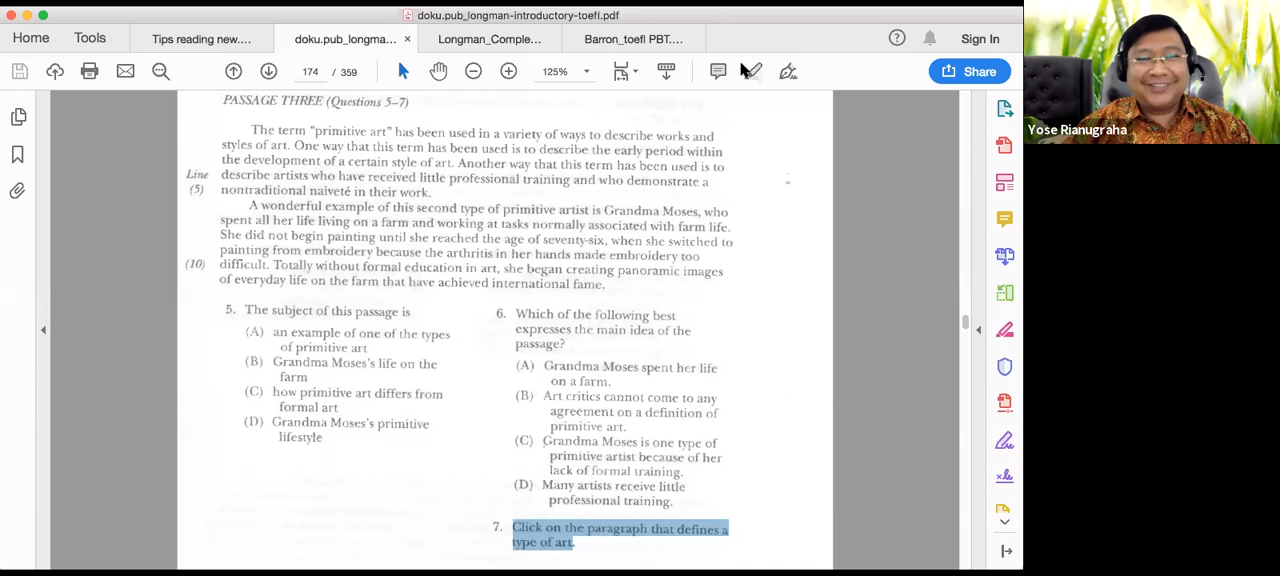 doku.pub_longman-introductory-toefl.pdf
Home
Tools
Tips reading new....
doku.pub_longma... ×
Longman_Comple...
Barron_toefl PBT....
Sign In
174 / 359
125%
Share
PASSAGE THREE (Questions 5–7)
The term "primitive art" has been used in a variety of ways to describe works and
styles of art. One way that this term has been used is to describe the early period within
the development of a certain style of art. Another way that this term has been used is to
Line describe artists who have received little professional training and who demonstrate a
(5) nontraditional naiveté in their work.
A wonderful example of this second type of primitive artist is Grandma Moses, who
spent all her life living on a farm and working at tasks normally associated with farm life.
She did not begin painting until she reached the age of seventy-six, when she switched to
painting from embroidery because the arthritis in her hands made embroidery too
(10) difficult. Totally without formal education in art, she began creating panoramic images
of everyday life on the farm that have achieved international fame.
5. The subject of this passage is
(A) an example of one of the types
of primitive art
(B) Grandma Moses's life on the
farm
(C) how primitive art differs from
formal art
(D) Grandma Moses's primitive
lifestyle
6. Which of the following best
expresses the main idea of the
passage?
(A) Grandma Moses spent her life
on a farm.
(B) Art critics cannot come to any
agreement on a definition of
primitive art.
(C) Grandma Moses is one type of
primitive artist because of her
lack of formal training.
(D) Many artists receive little
professional training.
7. Click on the paragraph that defines a
type of art.
Yose Rianugraha